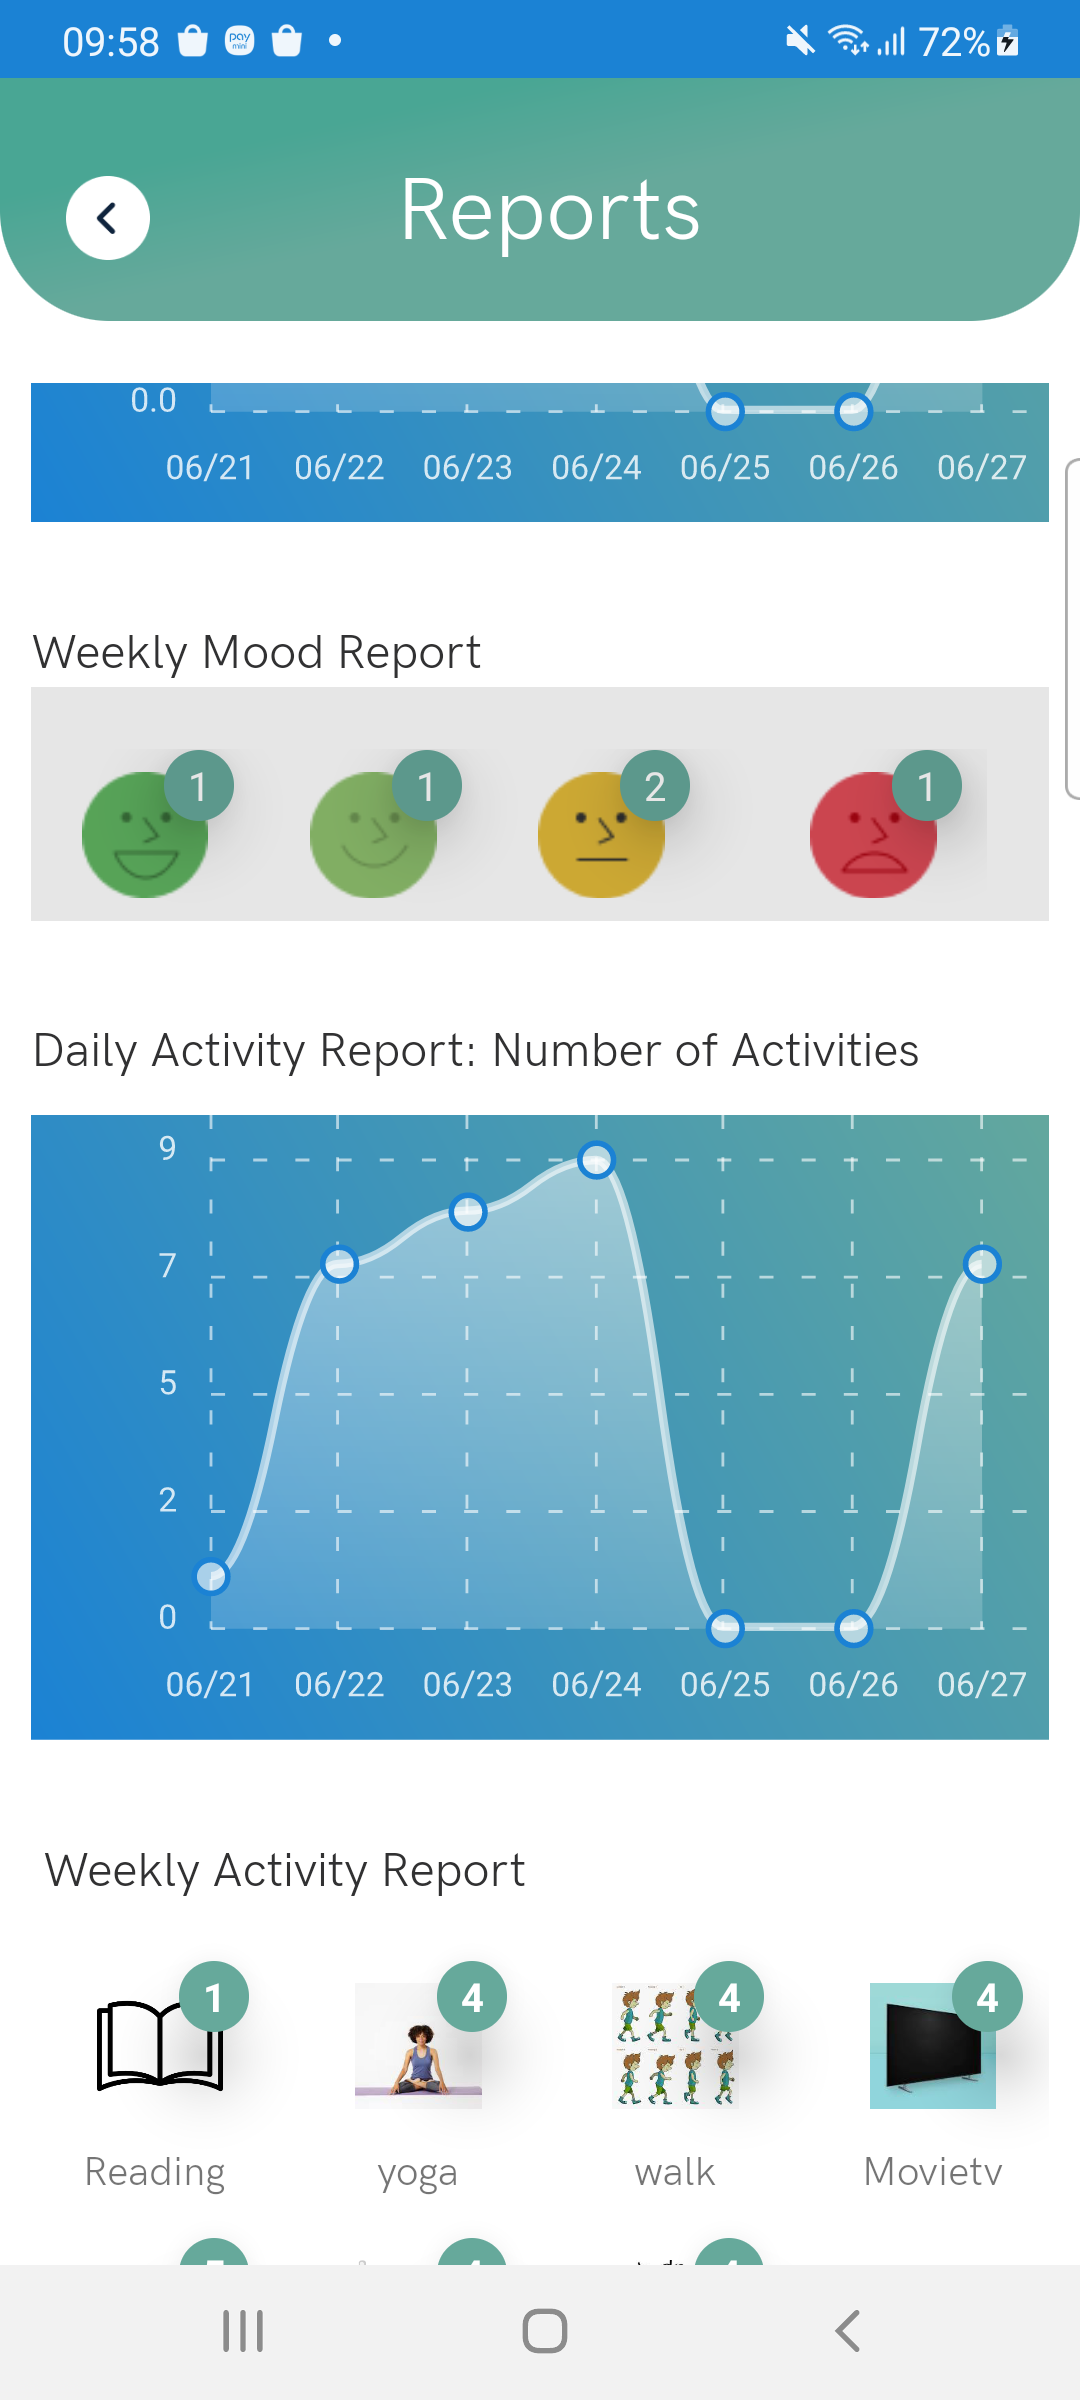 09:58 pay mini 72%
Reports
0.0
06/21 06/22 06/23 06/24 06/25 06/26 06/27
Weekly Mood Report
1 1 2 1
Daily Activity Report: Number of Activities
9
7
5
2
0
06/21 06/22 06/23 06/24 06/25 06/26 06/27
Weekly Activity Report
1 4 4 4
Reading yoga walk Movietv